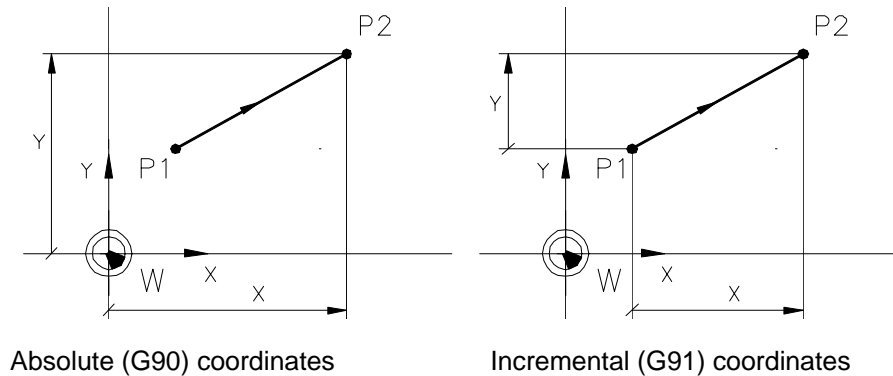 P2
Y
Y
P1
W
X
X
Absolute (G90) coordinates
P2
Y
P1
Y
W
X
X
Incremental (G91) coordinates